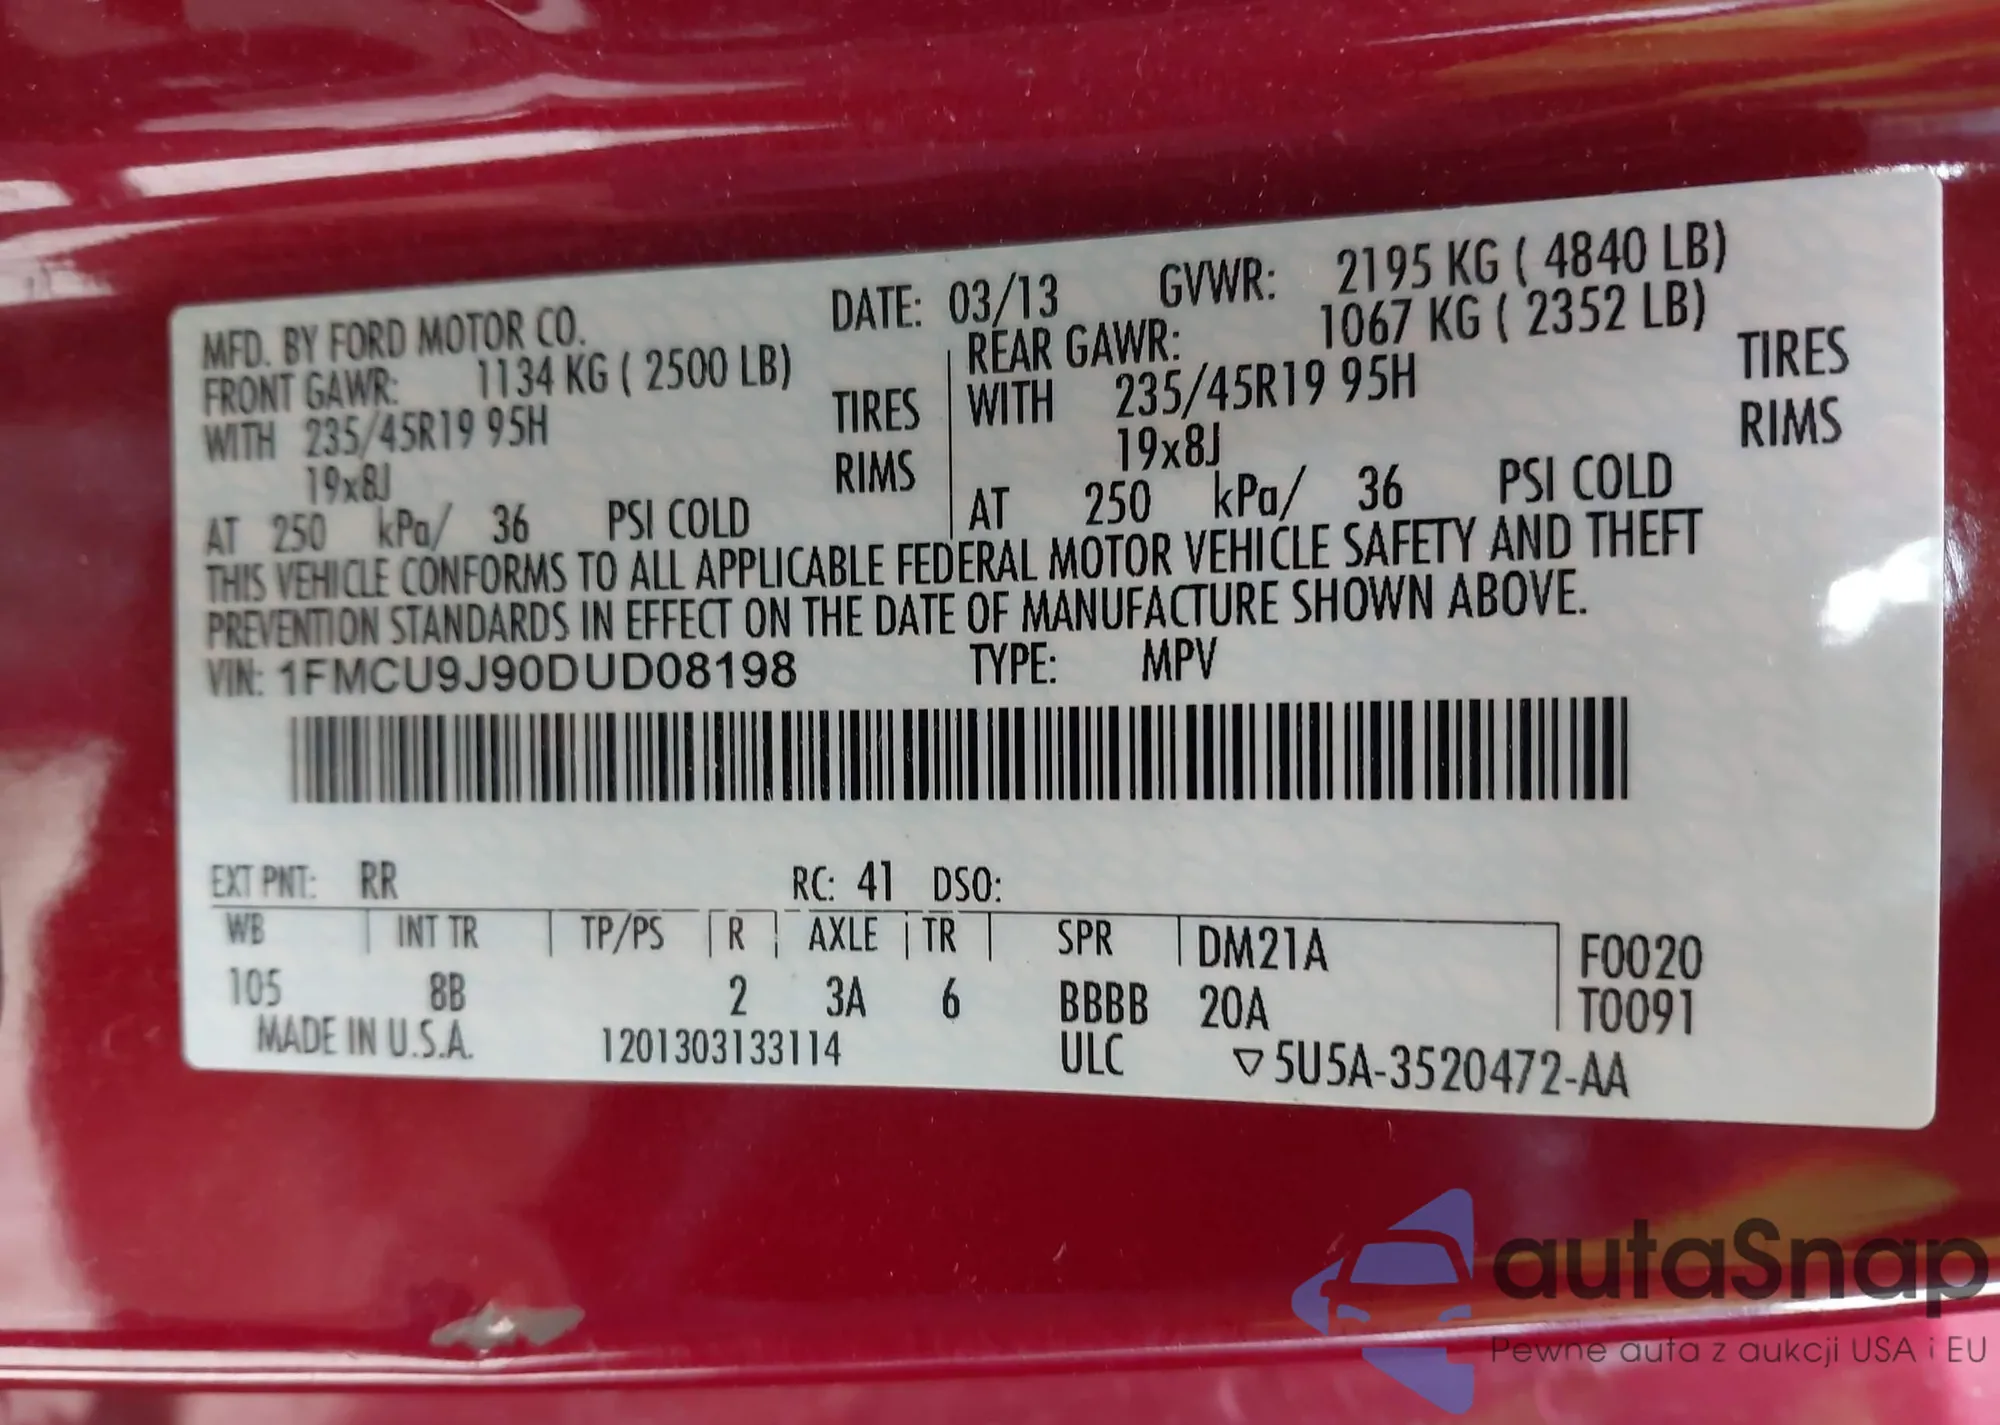 MFD. BY FORD MOTOR CO. DATE: 03/13 GVWR: 2195 KG ( 4840 LB)
FRONT GAWR: 1134 KG ( 2500 LB) REAR GAWR: 1067 KG ( 2352 LB)
WITH 235/45R19 95H TIRES WITH 235/45R19 95H TIRES
19x8J RIMS 19x8J RIMS
AT 250 kPa/ 36 PSI COLD AT 250 kPa/ 36 PSI COLD
THIS VEHICLE CONFORMS TO ALL APPLICABLE FEDERAL MOTOR VEHICLE SAFETY AND THEFT
PREVENTION STANDARDS IN EFFECT ON THE DATE OF MANUFACTURE SHOWN ABOVE.
VIN: 1FMCU9J90DUD08198 TYPE: MPV
EXT PNT: RR RC: 41 DSO:
WB INT TR TP/PS R AXLE TR SPR DM21A F0020
105 8B 2 3A 6 BBBB 20A T0091
MADE IN U.S.A. 1201303133114 ULC ▽5U5A-3520472-AA
autaSnap
Pewne auta z aukcji USA i EU